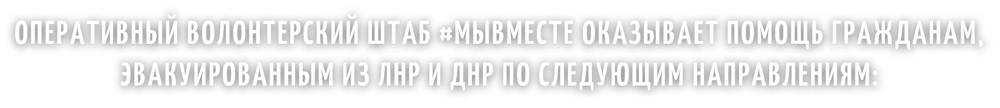 ОПЕРАТИВНЫЙ ВОЛОНТЕРСКИЙ ШТАБ #МЫВМЕСТЕ ОКАЗЫВАЕТ ПОМОЩЬ ГРАЖДАНАМ,
ЭВАКУИРОВАННЫМ ИЗ ЛНР И ДНР ПО СЛЕДУЮЩИМ НАПРАВЛЕНИЯМ: